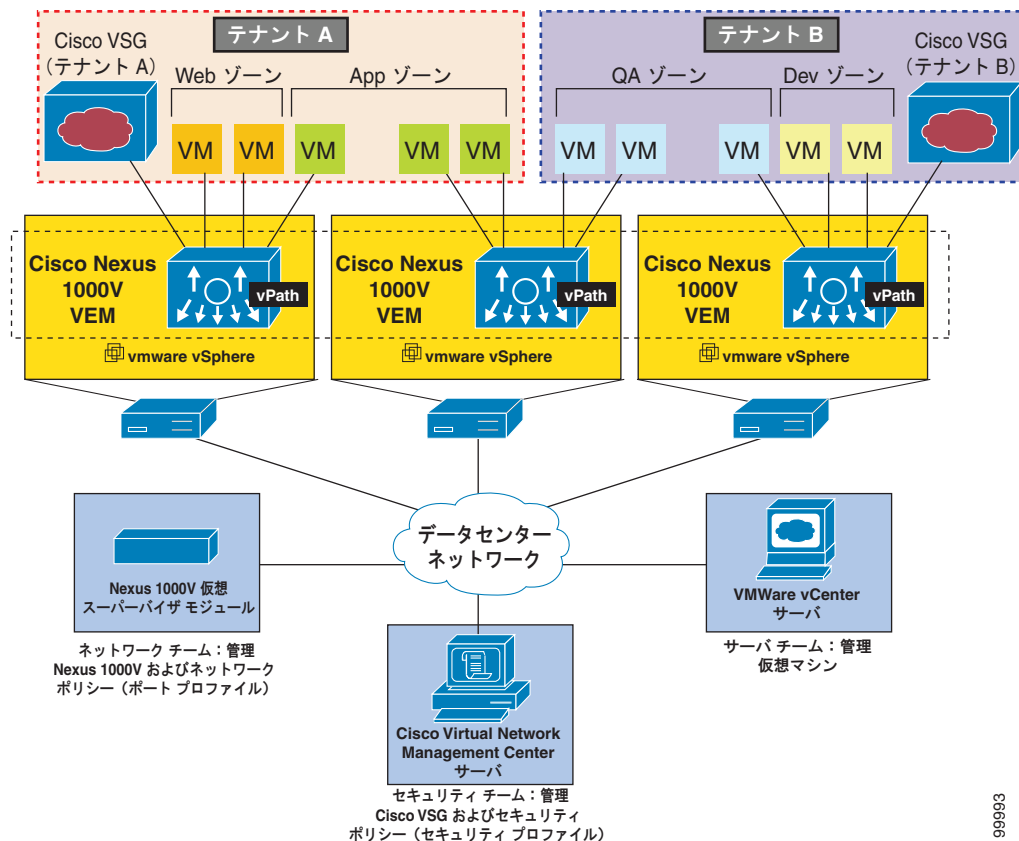 テナント A
テナント B
Cisco VSG
(テナント A)
Web ゾーン
App ゾーン
QA ゾーン
Dev ゾーン
Cisco VSG
(テナント B)
VM
VM
VM
VM
VM
VM
VM
VM
VM
VM
Cisco Nexus
1000V
VEM
vPath
vmware vSphere
Cisco Nexus
1000V
VEM
vPath
vmware vSphere
Cisco Nexus
1000V
VEM
vPath
vmware vSphere
データセンター
ネットワーク
Nexus 1000V 仮想
スーパーバイザ モジュール
ネットワーク チーム：管理
Nexus 1000V およびネットワーク
ポリシー（ポート プロファイル）
VMWare vCenter
サーバ
サーバ チーム：管理
仮想マシン
Cisco Virtual Network
Management Center
サーバ
セキュリティ チーム：管理
Cisco VSG およびセキュリティ
ポリシー（セキュリティ プロファイル）
99993